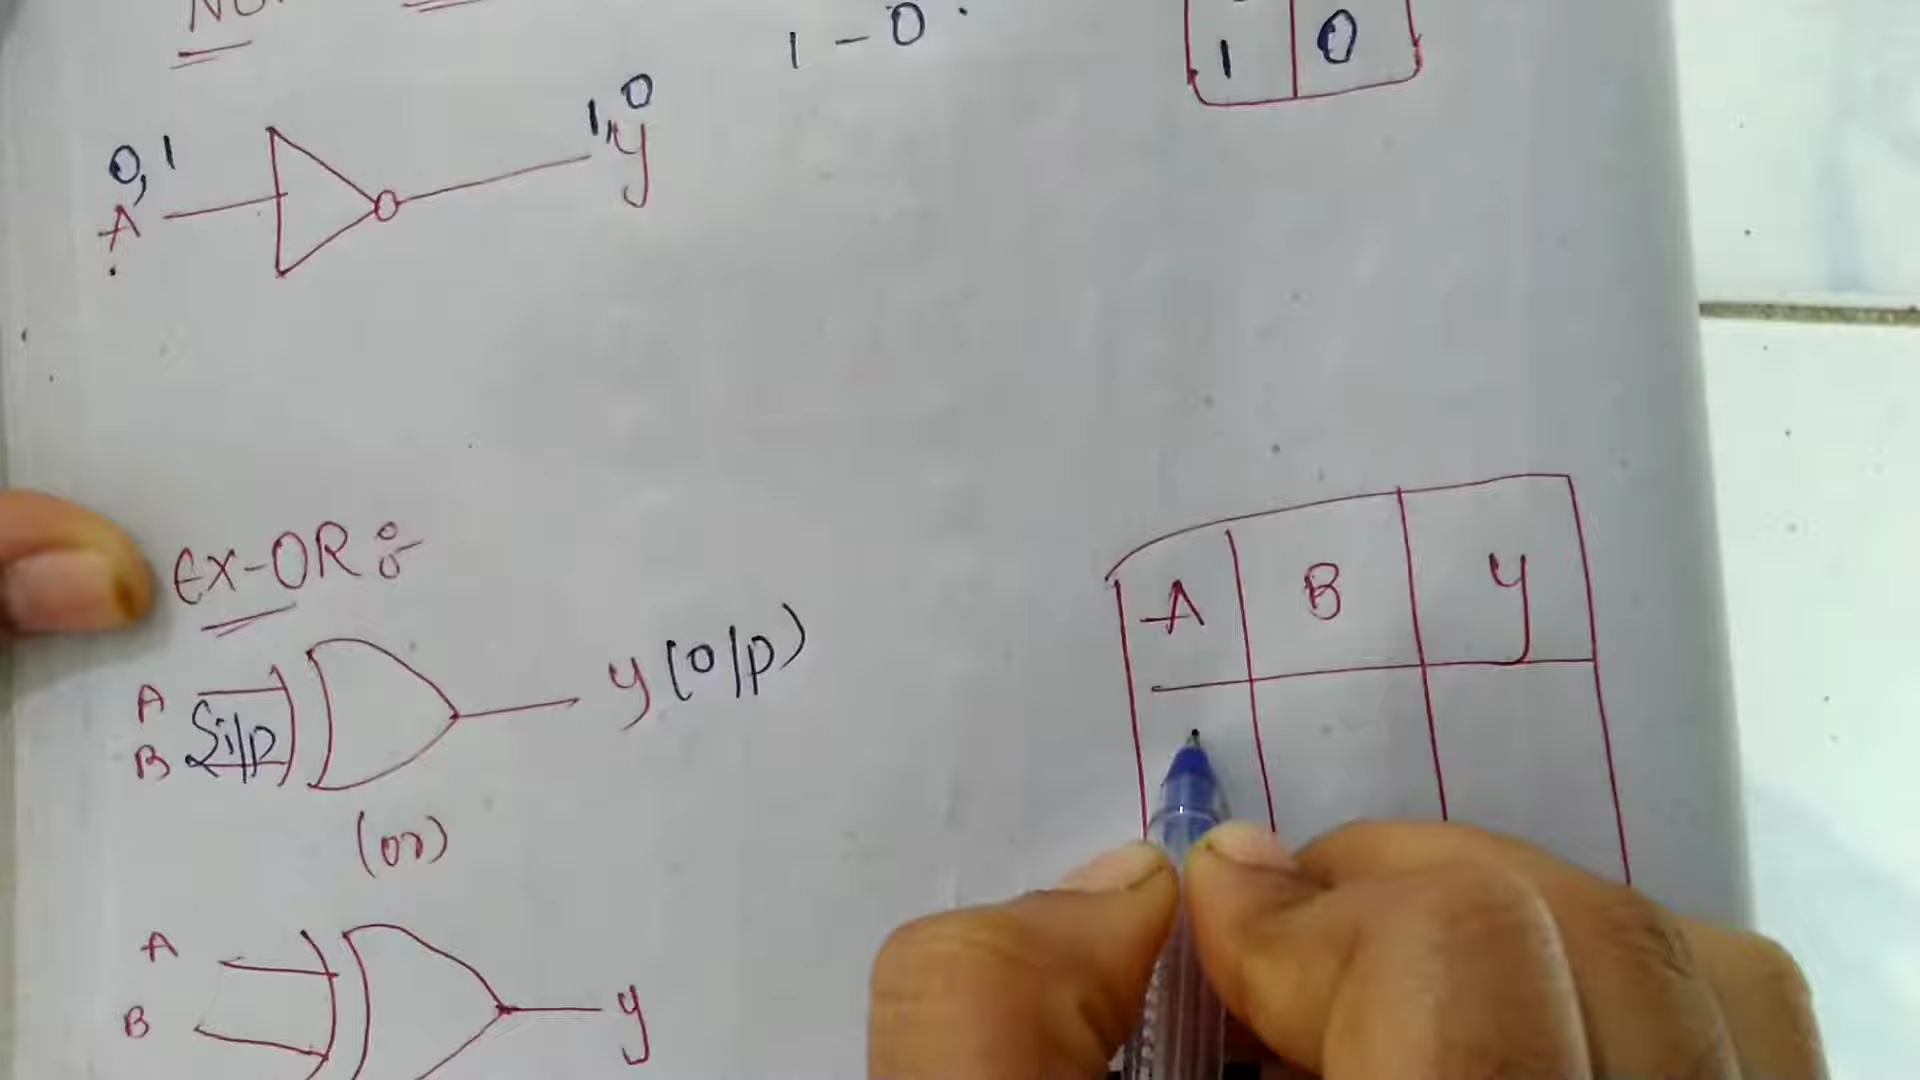 1 - 0.
1 0
0, 1
A
1, 0
y
Ex-OR :-
A
B
i/p
y (o/p)
(or)
A
B
y
A B y